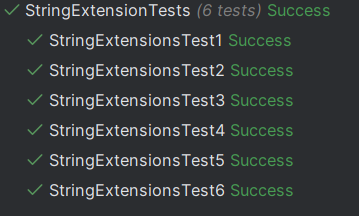 StringExtensionTests (6 tests) Success
StringExtensionsTest1 Success
StringExtensionsTest2 Success
StringExtensionsTest3 Success
StringExtensionsTest4 Success
StringExtensionsTest5 Success
StringExtensionsTest6 Success